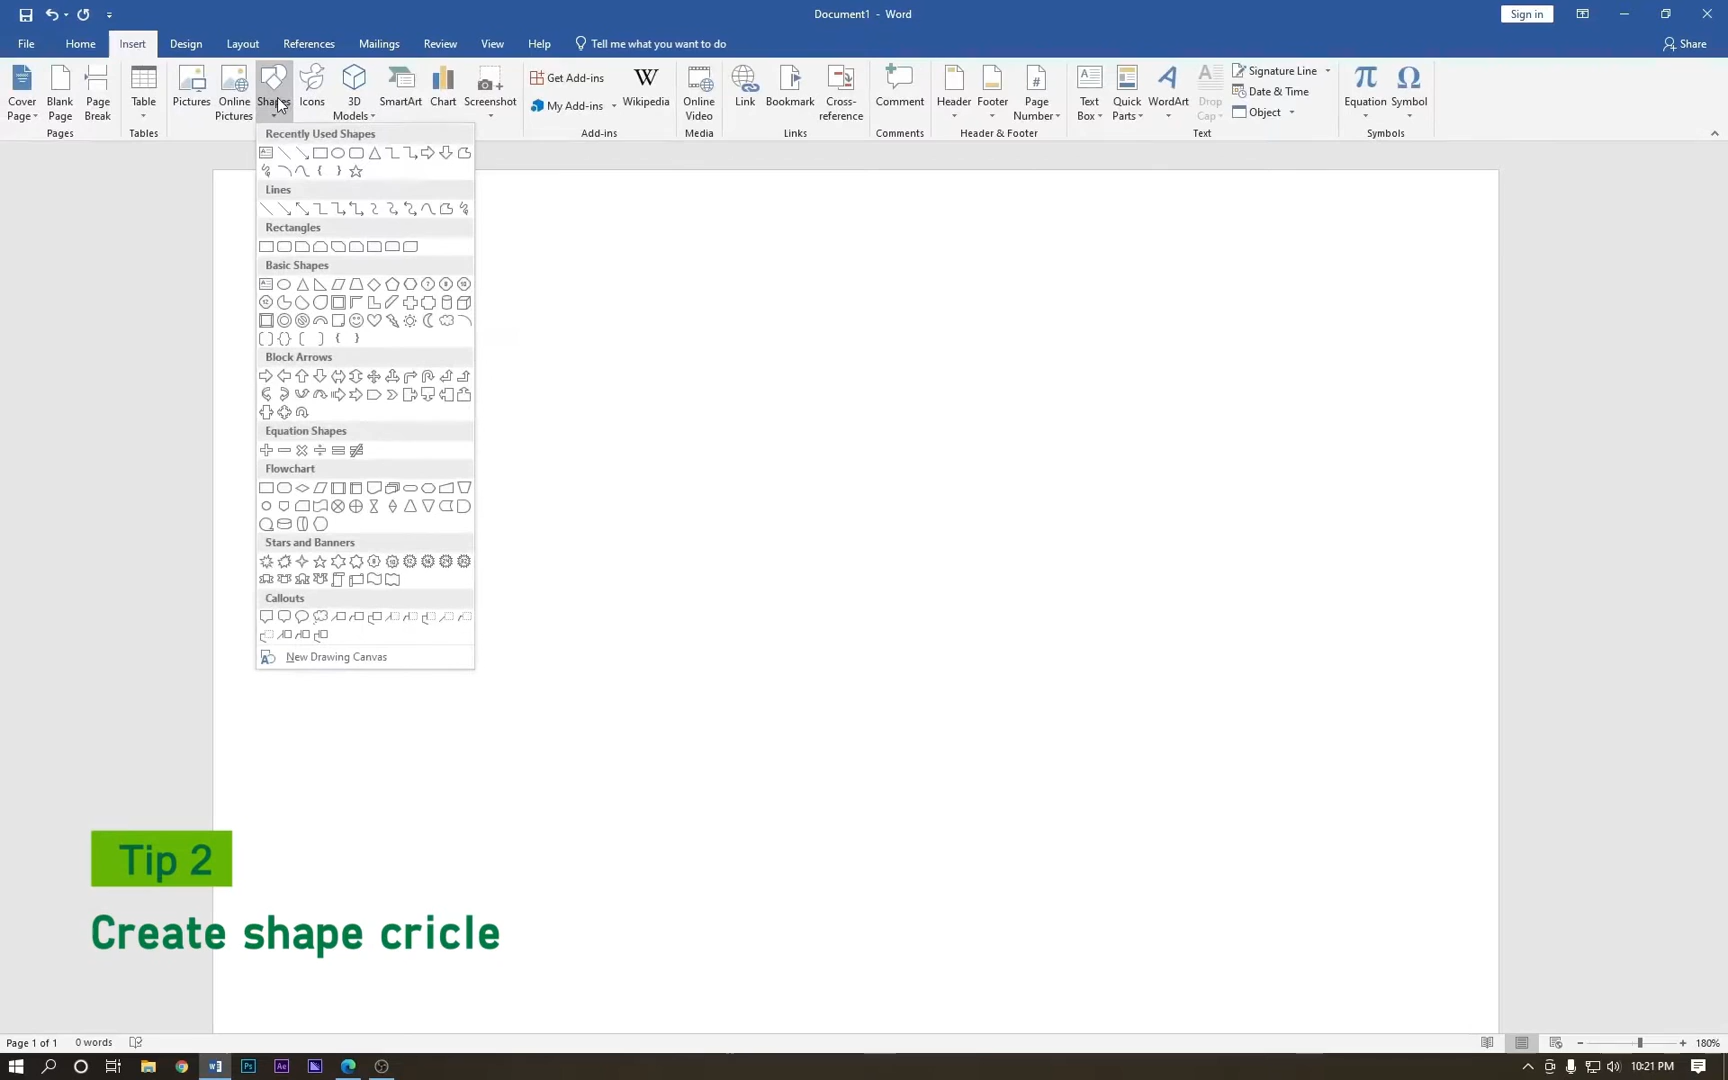 Document1 - Word
Sign in
File Home Insert Design Layout References Mailings Review View Help Tell me what you want to do
Share
Cover Page
Blank Page
Page Break
Table
Pictures
Online Pictures
Shapes
Icons
3D Models
SmartArt
Chart
Screenshot
Get Add-ins
My Add-ins
Wikipedia
Online Video
Link
Bookmark
Cross-reference
Comment
Header
Footer
Page Number
Text Box
Quick Parts
WordArt
Drop Cap
Signature Line
Date & Time
Object
Equation
Symbol
Pages Tables Add-ins Media Links Comments Header & Footer Text Symbols
Recently Used Shapes
Lines
Rectangles
Basic Shapes
Block Arrows
Equation Shapes
Flowchart
Stars and Banners
Callouts
New Drawing Canvas
Tip 2
Create shape cricle
Page 1 of 1 0 words
180%
10:21 PM